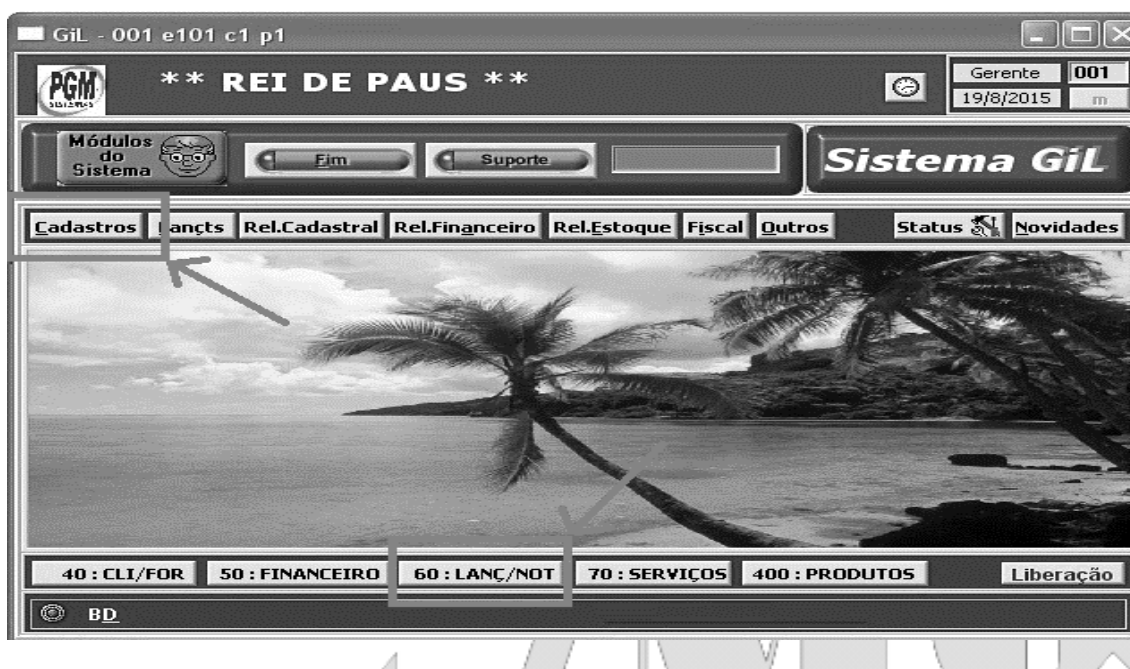 GiL - 001 e101 c1 p1
PGM
SISTEMAS
** REI DE PAUS **
Gerente 001
19/8/2015 m
Módulos
do
Sistema
Fim
Suporte
Sistema GiL
Cadastros Lançts Rel.Cadastral Rel.Financeiro Rel.Estoque Fiscal Outros Status Novidades
40 : CLI/FOR 50 : FINANCEIRO 60 : LANÇ/NOT 70 : SERVIÇOS 400 : PRODUTOS Liberação
BD